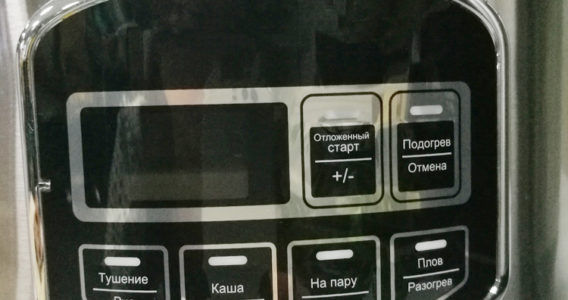 Отложенный
старт
+/-
Подогрев
Отмена
Тушение
Каша
На пару
Плов
Разогрев